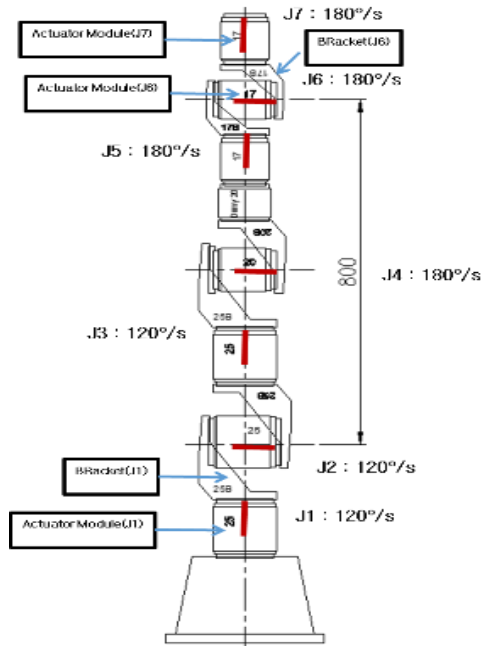 J7 : 180°/s
Actuator Module(J7)
BRacket(J6)
17
17B
J6 : 180°/s
Actuator Module(J6)
17
17B
J5 : 180°/s
17
20B
20
800
J4 : 180°/s
25B
J3 : 120°/s
25
25B
25
J2 : 120°/s
BRacket(J1)
25B
J1 : 120°/s
25
Actuator Module(J1)